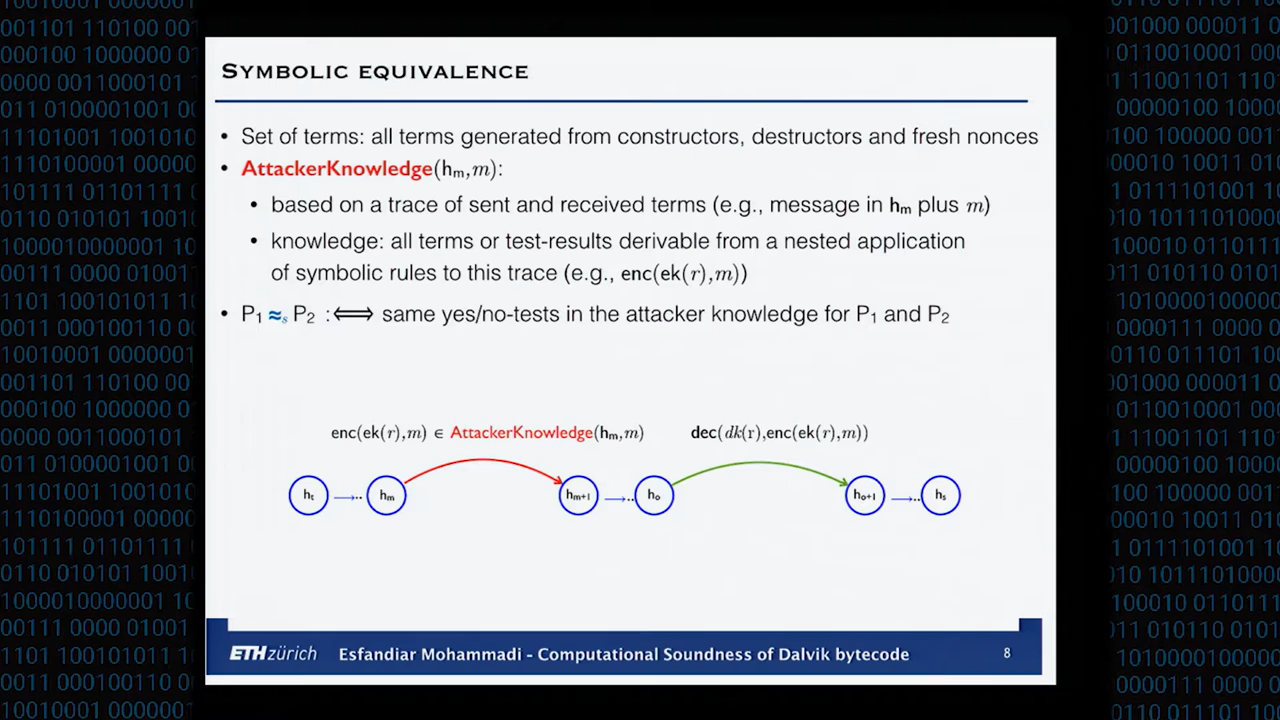 SYMBOLIC EQUIVALENCE
• Set of terms: all terms generated from constructors, destructors and fresh nonces
• AttackerKnowledge(hₘ,m):
• based on a trace of sent and received terms (e.g., message in hₘ plus m)
• knowledge: all terms or test-results derivable from a nested application
of symbolic rules to this trace (e.g., enc(ek(r),m))
• P₁ ≈ₛ P₂ :⟺ same yes/no-tests in the attacker knowledge for P₁ and P₂
enc(ek(r),m) ∈ AttackerKnowledge(hₘ,m) dec(dk(r),enc(ek(r),m))
hₜ →·· hₘ hₘ₊₁ →·· hₒ hₒ₊₁ →·· hₛ
ETH zürich Esfandiar Mohammadi - Computational Soundness of Dalvik bytecode 8